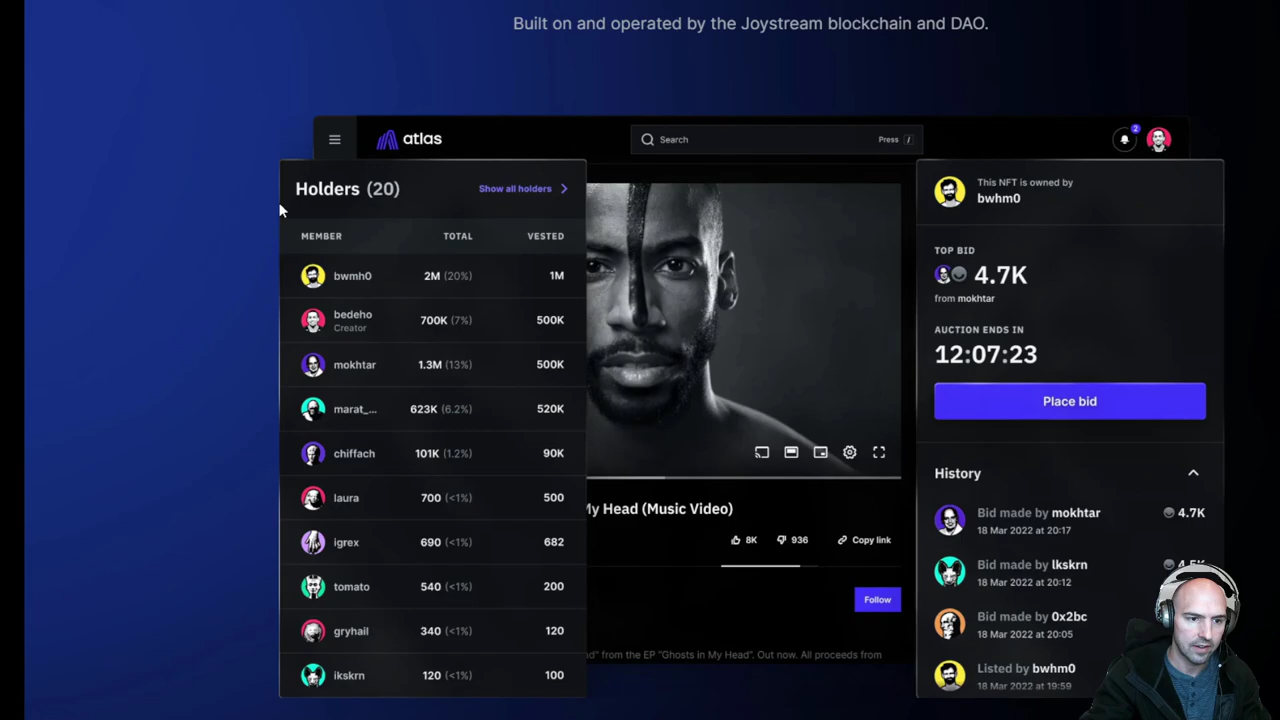 Built on and operated by the Joystream blockchain and DAO.
atlas
Search
Press /
2
Holders (20)
Show all holders
MEMBER TOTAL VESTED
bwmh0 2M (20%) 1M
bedeho 700K (7%) 500K
Creator
mokhtar 1.3M (13%) 500K
marat_... 623K (6.2%) 520K
chiffach 101K (1.2%) 90K
laura 700 (<1%) 500
igrex 690 (<1%) 682
tomato 540 (<1%) 200
gryhail 340 (<1%) 120
ikskrn 120 (<1%) 100
My Head (Music Video)
8K 936 Copy link
Follow
from the EP "Ghosts in My Head". Out now. All proceeds from
This NFT is owned by
bwhm0
TOP BID
4.7K
from mokhtar
AUCTION ENDS IN
12:07:23
Place bid
History
Bid made by mokhtar 4.7K
18 Mar 2022 at 20:17
Bid made by lkskrn
18 Mar 2022 at 20:12
Bid made by 0x2bc
18 Mar 2022 at 20:05
Listed by bwhm0
18 Mar 2022 at 19:59